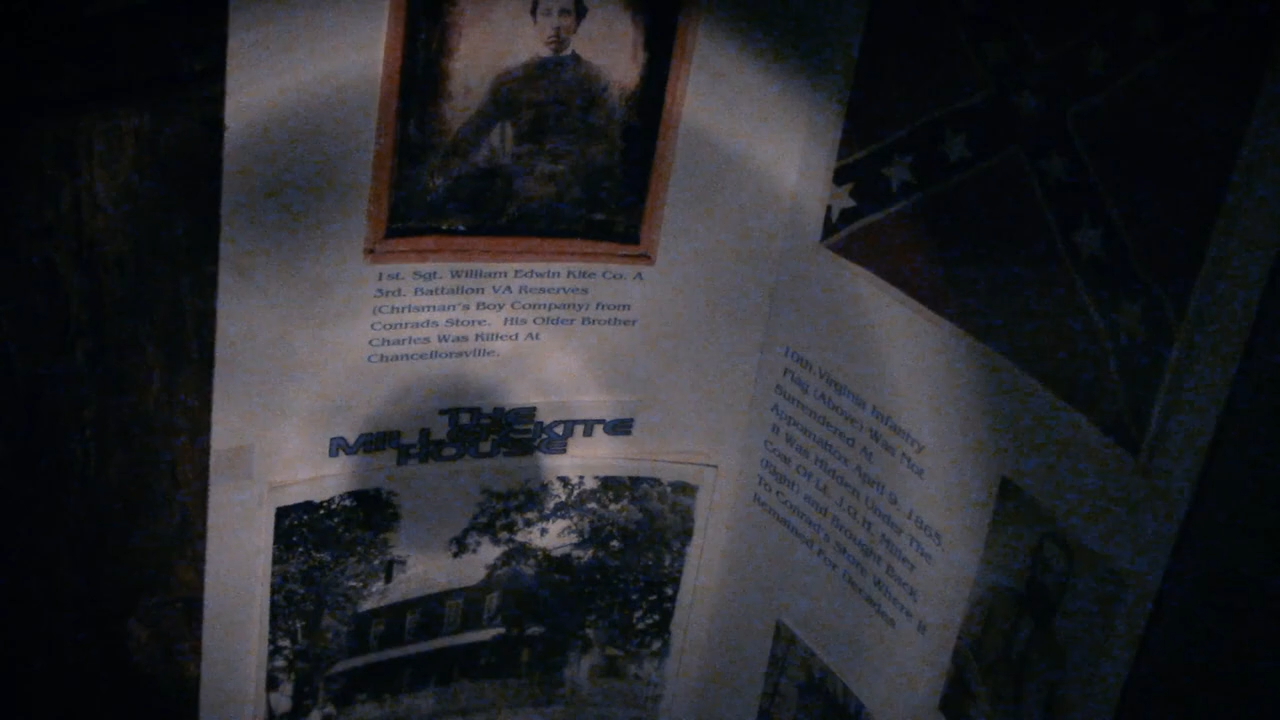 1st. Sgt. William Edwin Kite Co. A
3rd. Battalion VA Reserves
(Chrisman's Boy Company) from
Conrads Store. His Older Brother
Charles Was Killed At
Chancellorsville.
THE
MILLER-KITE
HOUSE
10th. Virginia Infantry
Flag (Above) Was Not
Surrendered At
Appomattox April 9, 1865.
It Was Hidden Under The
Coat Of Lt. J.G.H. Miller
(Right) and Brought Back
To Conrad's Store Where It
Remained For Decades